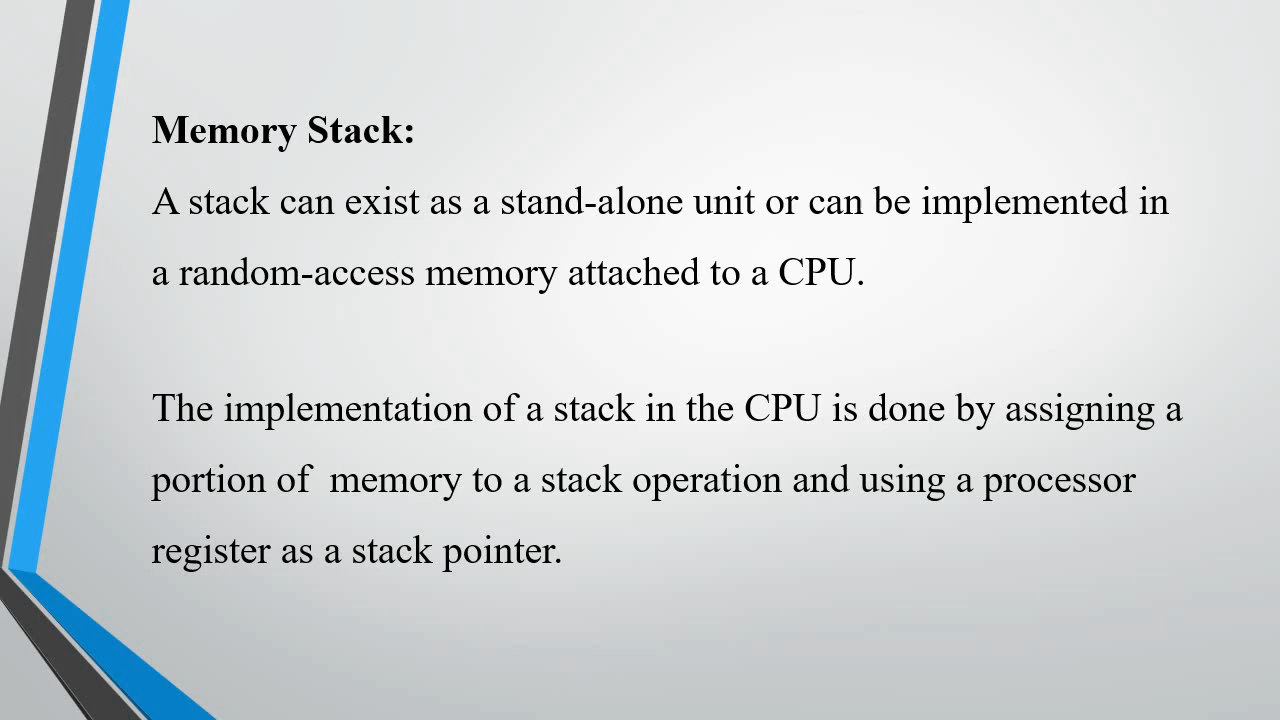 Memory Stack:
A stack can exist as a stand-alone unit or can be implemented in
a random-access memory attached to a CPU.
The implementation of a stack in the CPU is done by assigning a
portion of  memory to a stack operation and using a processor
register as a stack pointer.